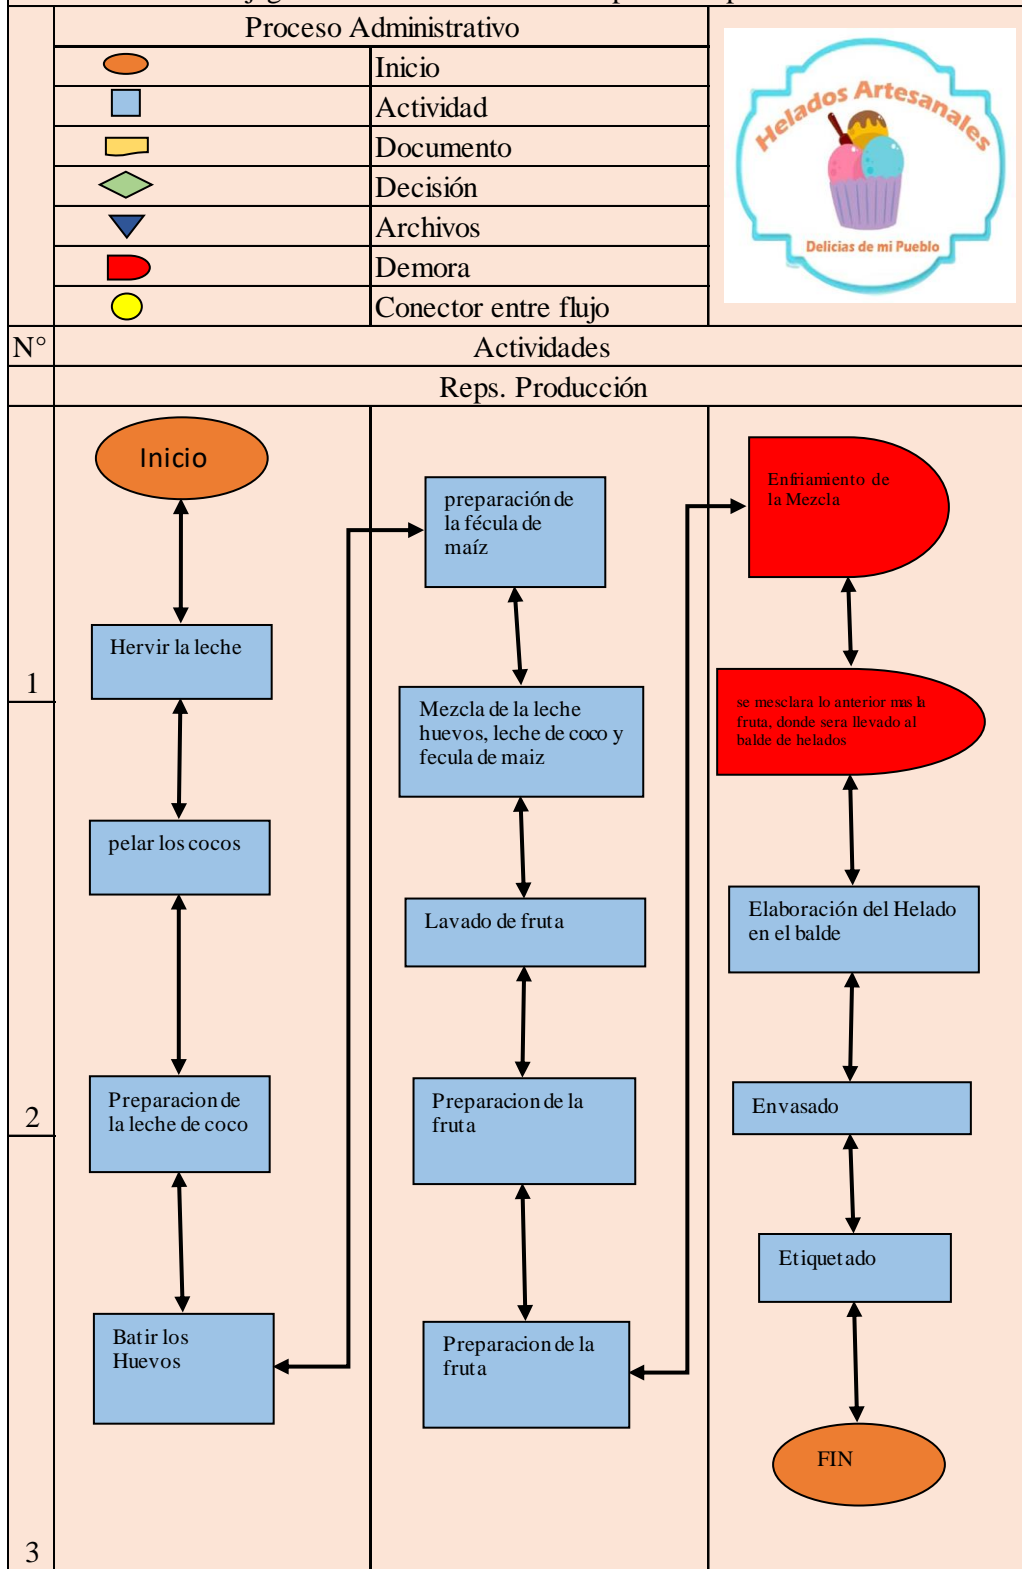 Proceso Administrativo
Inicio
Actividad
Documento
Decisión
Archivos
Demora
Conector entre flujo
Helados Artesanales
Delicias de mi Pueblo
N°
Actividades
Reps. Producción
1
2
3
Inicio
Hervir la leche
pelar los cocos
Preparacion de
la leche de coco
Batir los
Huevos
preparación de
la fécula de
maíz
Mezcla de la leche
huevos, leche de coco y
fecula de maiz
Lavado de fruta
Preparacion de la
fruta
Preparacion de la
fruta
Enfriamiento de
la Mezcla
se mesclara lo anterior mas la
fruta, donde sera llevado al
balde de helados
Elaboración del Helado
en el balde
Envasado
Etiquetado
FIN